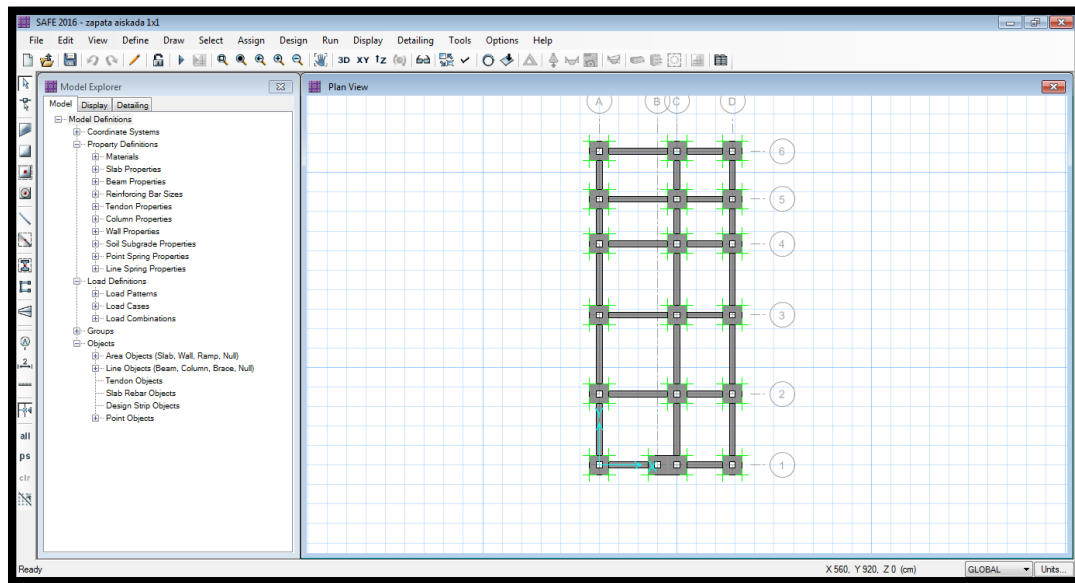 SAFE 2016 - zapata aiskada 1x1
File Edit View Define Draw Select Assign Design Run Display Detailing Tools Options Help
3D XY
Model Explorer
Model Display Detailing
Model Definitions
Coordinate Systems
Property Definitions
Materials
Slab Properties
Beam Properties
Reinforcing Bar Sizes
Tendon Properties
Column Properties
Wall Properties
Soil Subgrade Properties
Point Spring Properties
Line Spring Properties
Load Definitions
Load Patterns
Load Cases
Load Combinations
Groups
Objects
Area Objects (Slab, Wall, Ramp, Null)
Line Objects (Beam, Column, Brace, Null)
Tendon Objects
Slab Rebar Objects
Design Strip Objects
Point Objects
all
ps
clr
Plan View
A B C D
6
5
4
3
2
1
Ready
X 560, Y 920, Z 0 (cm)
GLOBAL
Units...